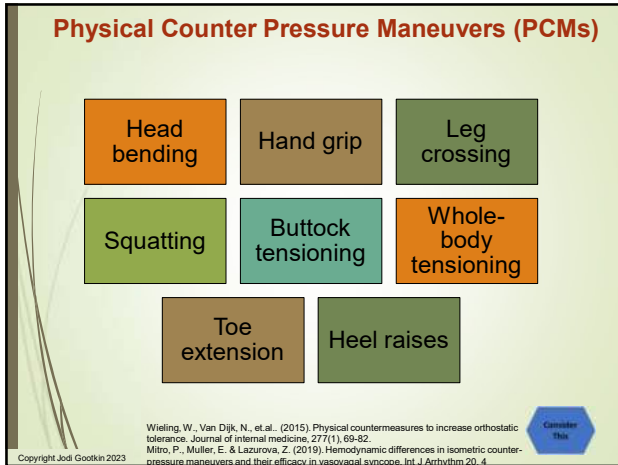 Physical Counter Pressure Maneuvers (PCMs)
Head
bending
Hand grip
Leg
crossing
Squatting
Buttock
tensioning
Whole-
body
tensioning
Toe
extension
Heel raises
Wieling, W., Van Dijk, N., et.al.. (2015). Physical countermeasures to increase orthostatic
tolerance. Journal of internal medicine, 277(1), 69-82.
Mitro, P., Muller, E. & Lazurova, Z. (2019). Hemodynamic differences in isometric counter-
pressure maneuvers and their efficacy in vasovagal syncope. Int J Arrhythm 20, 4
Consider
This
Copyright Jodi Gootkin 2023